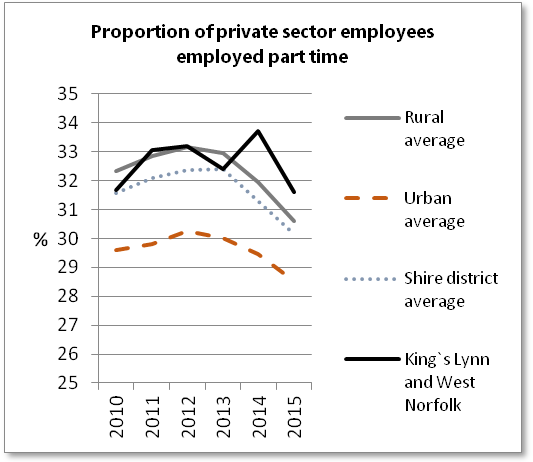 Proportion of private sector employees
employed part time
35
34
33
32
31
30
29
28
27
26
25
%
2010
2011
2012
2013
2014
2015
Rural
average
Urban
average
Shire district
average
King`s Lynn
and West
Norfolk